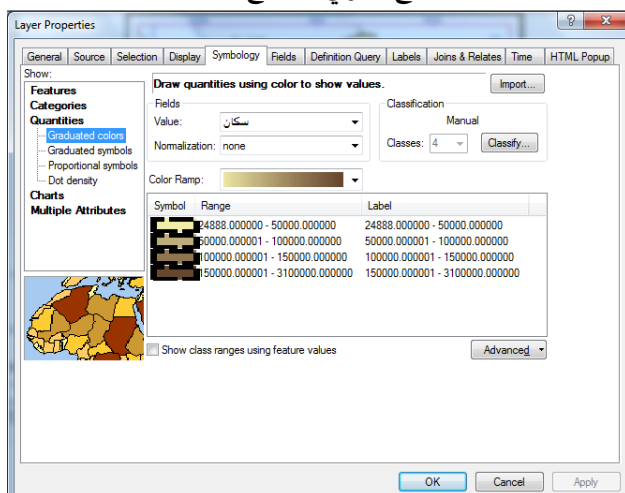 Layer Properties
General Source Selection Display Symbology Fields Definition Query Labels Joins & Relates Time HTML Popup
Show:
Features
Categories
Quantities
Graduated colors
Graduated symbols
Proportional symbols
Dot density
Charts
Multiple Attributes
Draw quantities using color to show values.
Import...
Fields
Value: سكان
Normalization: none
Classification
Manual
Classes: 4 Classify...
Color Ramp:
Symbol Range Label
24888.000000 - 50000.000000 24888.000000 - 50000.000000
50000.000001 - 100000.000000 50000.000001 - 100000.000000
100000.000001 - 150000.000000 100000.000001 - 150000.000000
150000.000001 - 3100000.000000 150000.000001 - 3100000.000000
Show class ranges using feature values
Advanced
OK Cancel Apply